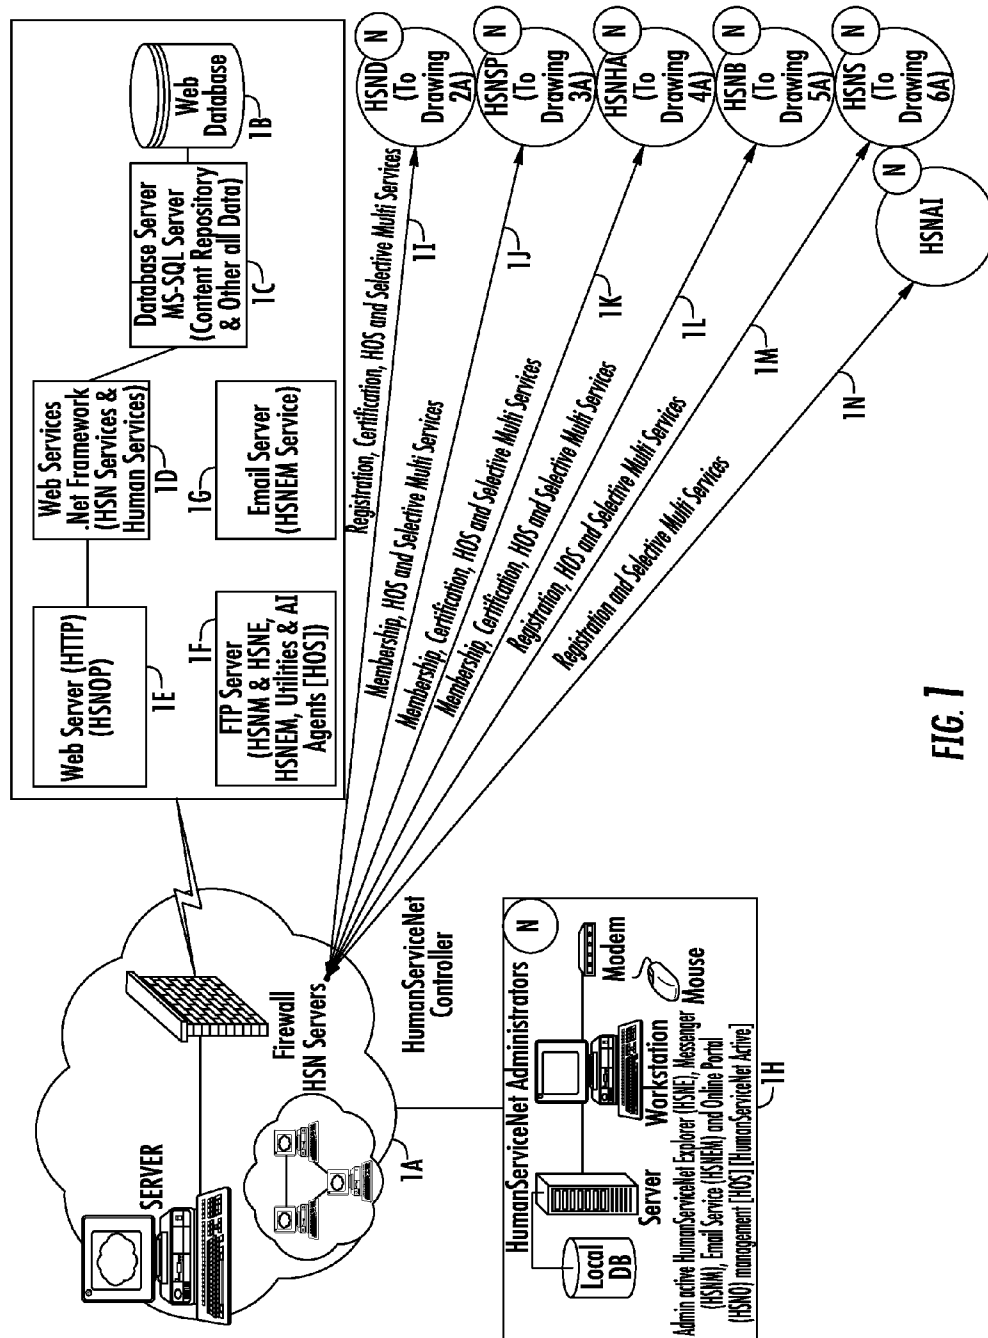 SERVER
Firewall
HSN Servers
1A
HumanServiceNet
Controller
Web Server (HTTP)
(HSNOP)
1E
Web Services
.Net Framework
(HSN Services &
Human Services)
1D
Database Server
MS-SQL Server
(Content Repository
& Other all Data)
1C
Web
Database
1B
1F
FTP Server
(HSNM & HSNE,
HSNEM, Utilities & AI
Agents [HOS])
1G
Email Server
(HSNEM Service)
Registration, Certification, HOS and Selective Multi Services
1I
Membership, HOS and Selective Multi Services
1J
Membership, Certification, HOS and Selective Multi Services
1K
Membership, Certification, HOS and Selective Multi Services
1L
Registration, HOS and Selective Multi Services
1M
Registration and Selective Multi Services
1N
N
HSND
(To
Drawing
2A)
N
HSNSP
(To
Drawing
3A)
N
HSNHA
(To
Drawing
4A)
N
HSNB
(To
Drawing
5A)
N
HSNS
(To
Drawing
6A)
N
HSNAI
HumanServiceNet Administrators
N
Local
DB
Server
Workstation
Modem
Mouse
Admin active HumanServiceNet Explorer (HSNE), Messenger
(HSNM), Email Service (HSNEM) and Online Portal
(HSNO) management [HOS] [HumanServiceNet Active]
1H
FIG. 1